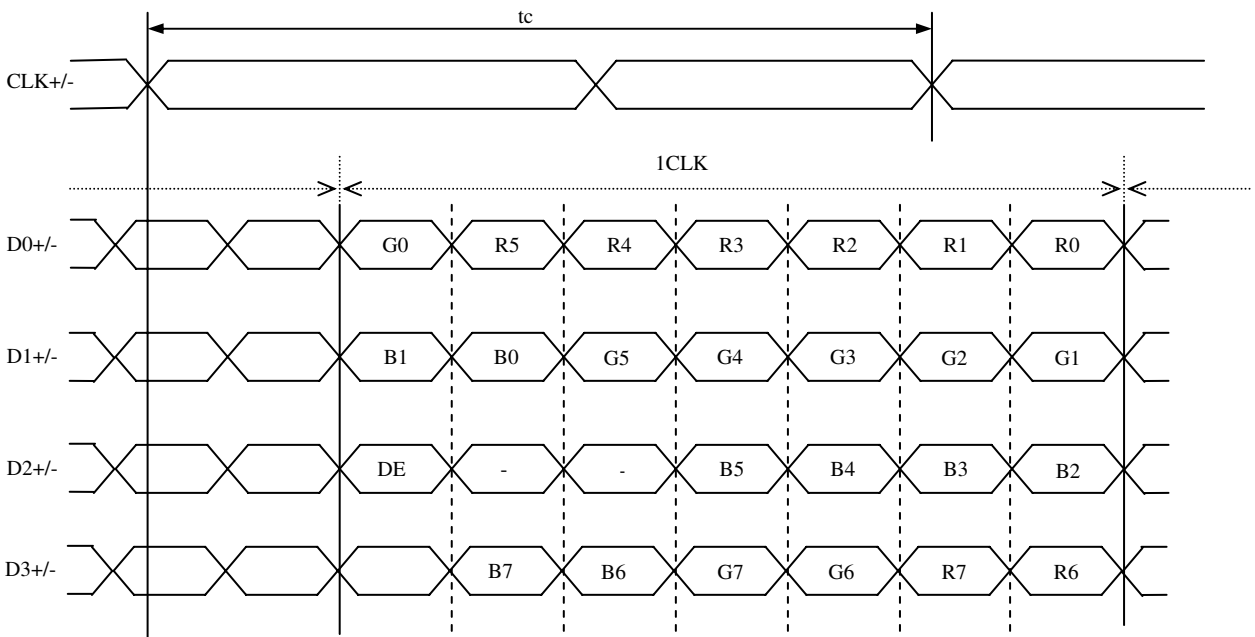 tc
CLK+/-
1CLK
D0+/- G0 R5 R4 R3 R2 R1 R0
D1+/- B1 B0 G5 G4 G3 G2 G1
D2+/- DE - - B5 B4 B3 B2
D3+/- B7 B6 G7 G6 R7 R6